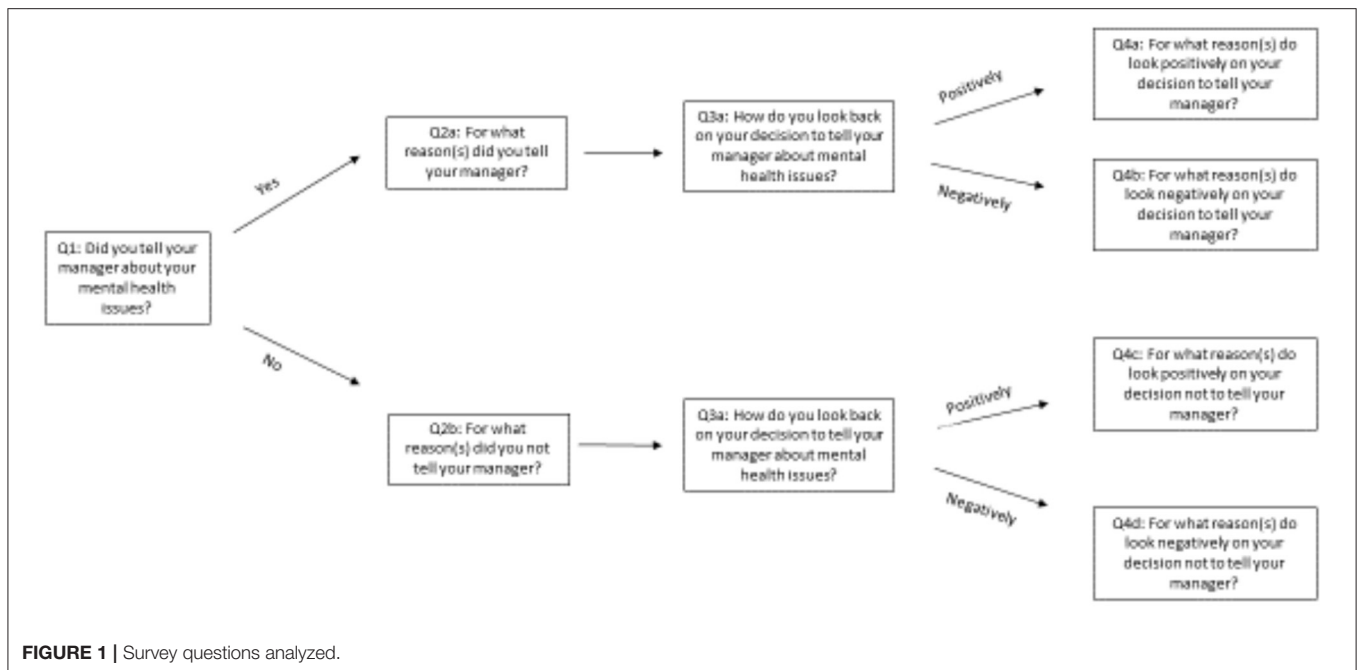 Q1: Did you tell your
manager about your
mental health
issues?
Yes
No
Q2a: For what
reason(s) did you tell
your manager?
Q3a: How do you look back
on your decision to tell your
manager about mental
health issues?
Positively
Negatively
Q4a: For what reason(s) do
look positively on your
decision to tell your
manager?
Q4b: For what reason(s) do
look negatively on your
decision to tell your
manager?
Q2b: For what
reason(s) did you not
tell your manager?
Q3a: How do you look back
on your decision to tell your
manager about mental
health issues?
Positively
Negatively
Q4c: For what reason(s) do
look positively on your
decision not to tell your
manager?
Q4d: For what reason(s) do
look negatively on your
decision not to tell your
manager?
FIGURE 1 | Survey questions analyzed.